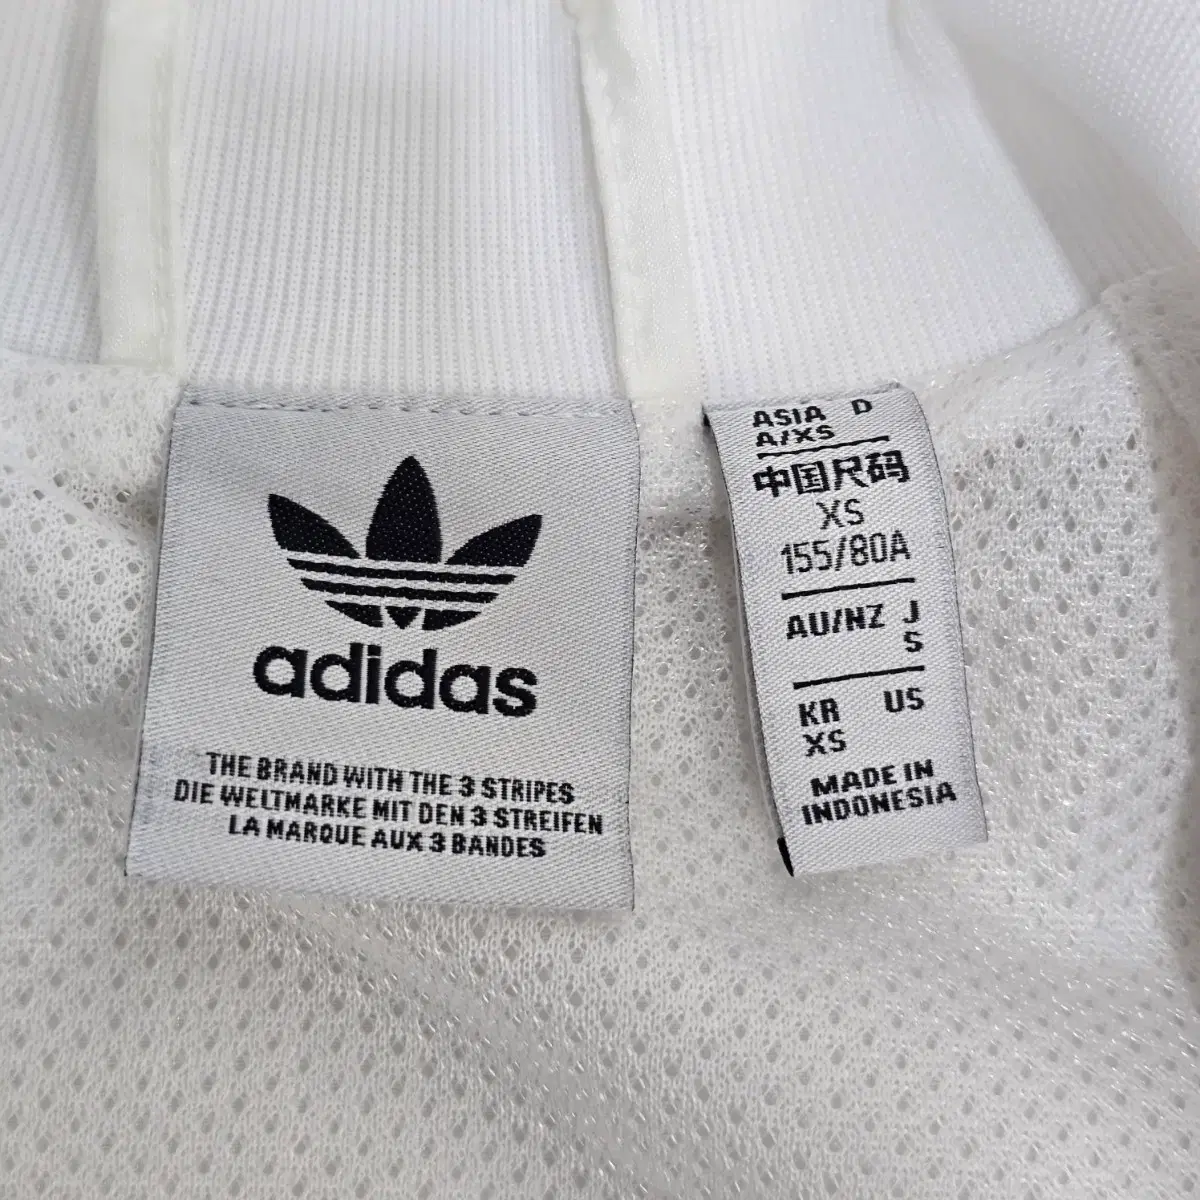 adidas
THE BRAND WITH THE 3 STRIPES
DIE WELTMARKE MIT DEN 3 STREIFEN
LA MARQUE AUX 3 BANDES
ASIA D
A/XS
中国尺码
XS
155/80A
AU/NZ J
S
KR US
XS
MADE IN
INDONESIA